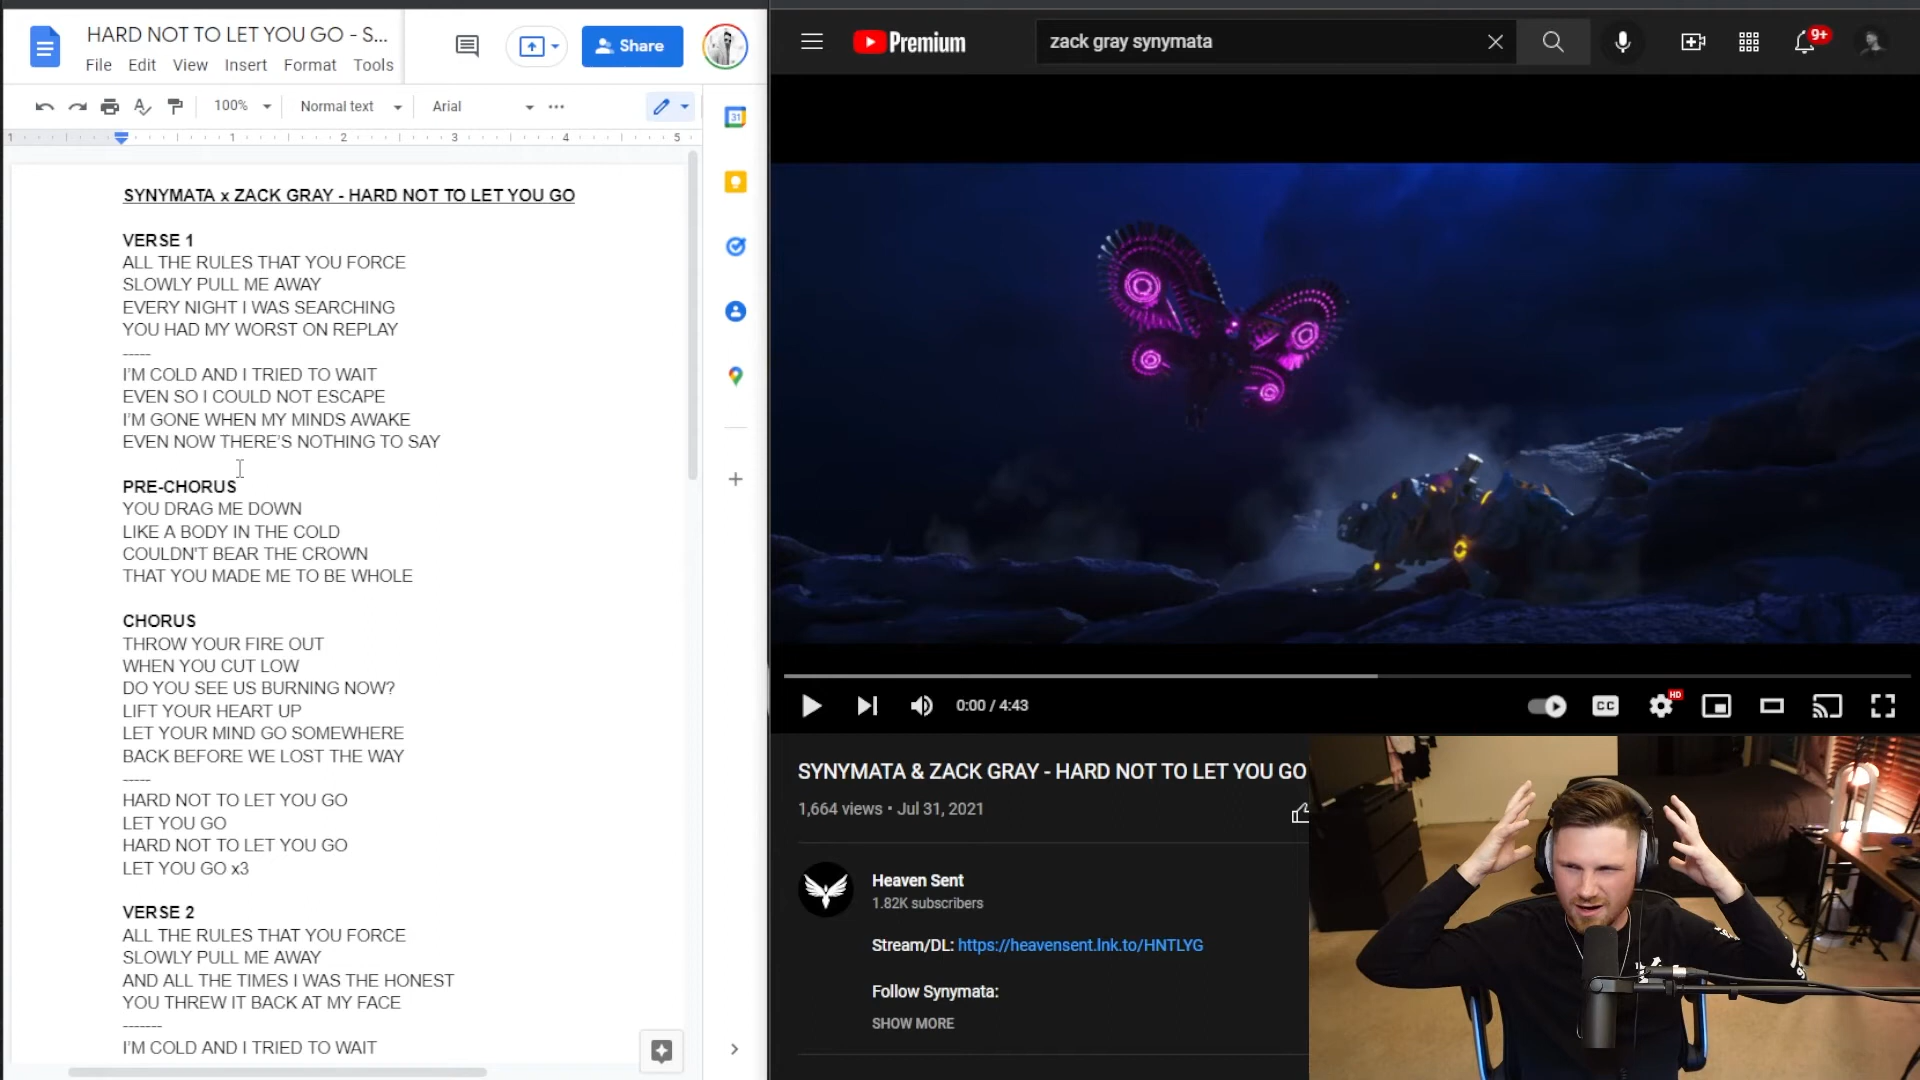 HARD NOT TO LET YOU GO - S...
File Edit View Insert Format Tools
Share
100% Normal text Arial
1 1 2 3 4 5
31
SYNYMATA x ZACK GRAY - HARD NOT TO LET YOU GO
VERSE 1
ALL THE RULES THAT YOU FORCE
SLOWLY PULL ME AWAY
EVERY NIGHT I WAS SEARCHING
YOU HAD MY WORST ON REPLAY
-----
I'M COLD AND I TRIED TO WAIT
EVEN SO I COULD NOT ESCAPE
I'M GONE WHEN MY MINDS AWAKE
EVEN NOW THERE'S NOTHING TO SAY
PRE-CHORUS
YOU DRAG ME DOWN
LIKE A BODY IN THE COLD
COULDN'T BEAR THE CROWN
THAT YOU MADE ME TO BE WHOLE
CHORUS
THROW YOUR FIRE OUT
WHEN YOU CUT LOW
DO YOU SEE US BURNING NOW?
LIFT YOUR HEART UP
LET YOUR MIND GO SOMEWHERE
BACK BEFORE WE LOST THE WAY
-----
HARD NOT TO LET YOU GO
LET YOU GO
HARD NOT TO LET YOU GO
LET YOU GO x3
VERSE 2
ALL THE RULES THAT YOU FORCE
SLOWLY PULL ME AWAY
AND ALL THE TIMES I WAS THE HONEST
YOU THREW IT BACK AT MY FACE
-------
I'M COLD AND I TRIED TO WAIT
Premium
zack gray synymata
9+
0:00 / 4:43
CC
HD
SYNYMATA & ZACK GRAY - HARD NOT TO LET YOU GO
1,664 views • Jul 31, 2021
Heaven Sent
1.82K subscribers
Stream/DL: https://heavensent.lnk.to/HNTLYG
Follow Synymata:
SHOW MORE